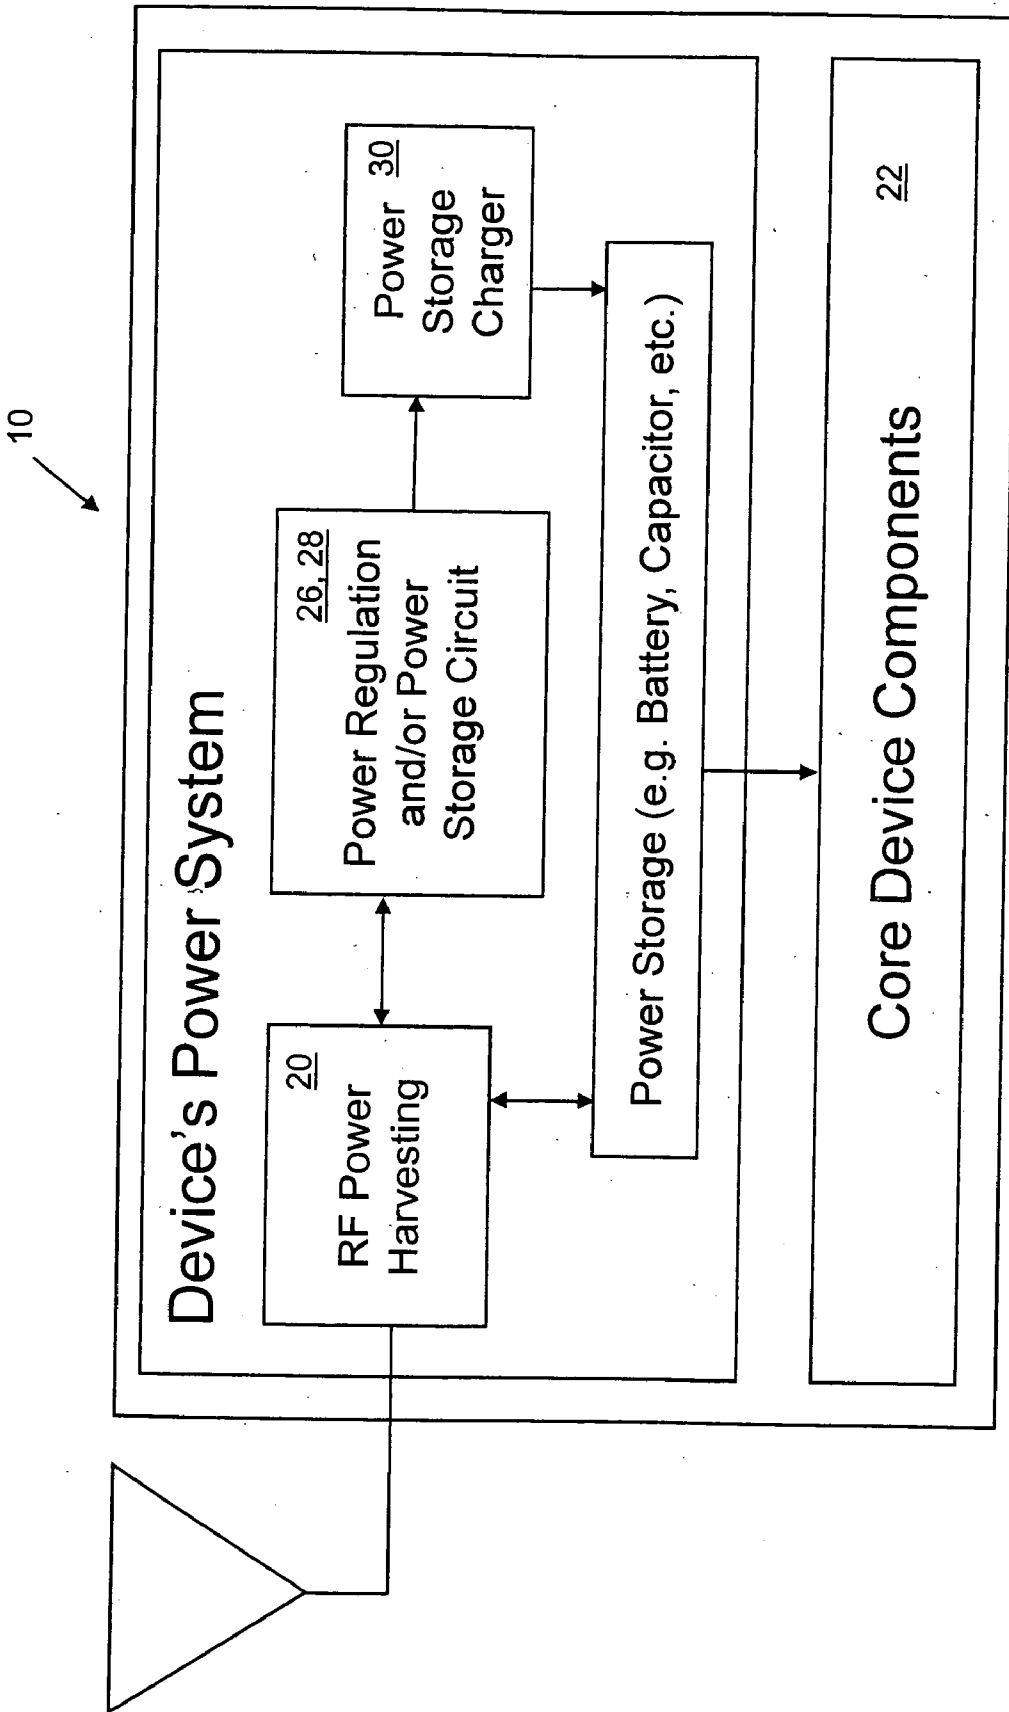 10
Device's Power System
20
RF Power
Harvesting
26, 28
Power Regulation
and/or Power
Storage Circuit
Power 30
Storage
Charger
Power Storage (e.g. Battery, Capacitor, etc.)
Core Device Components
22